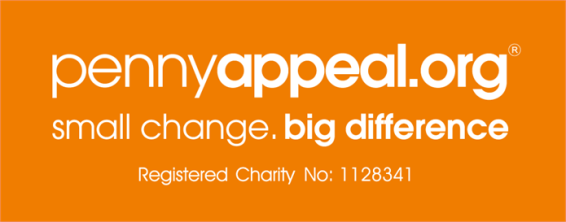 pennyappeal.org®
small change. big difference
Registered Charity No: 1128341